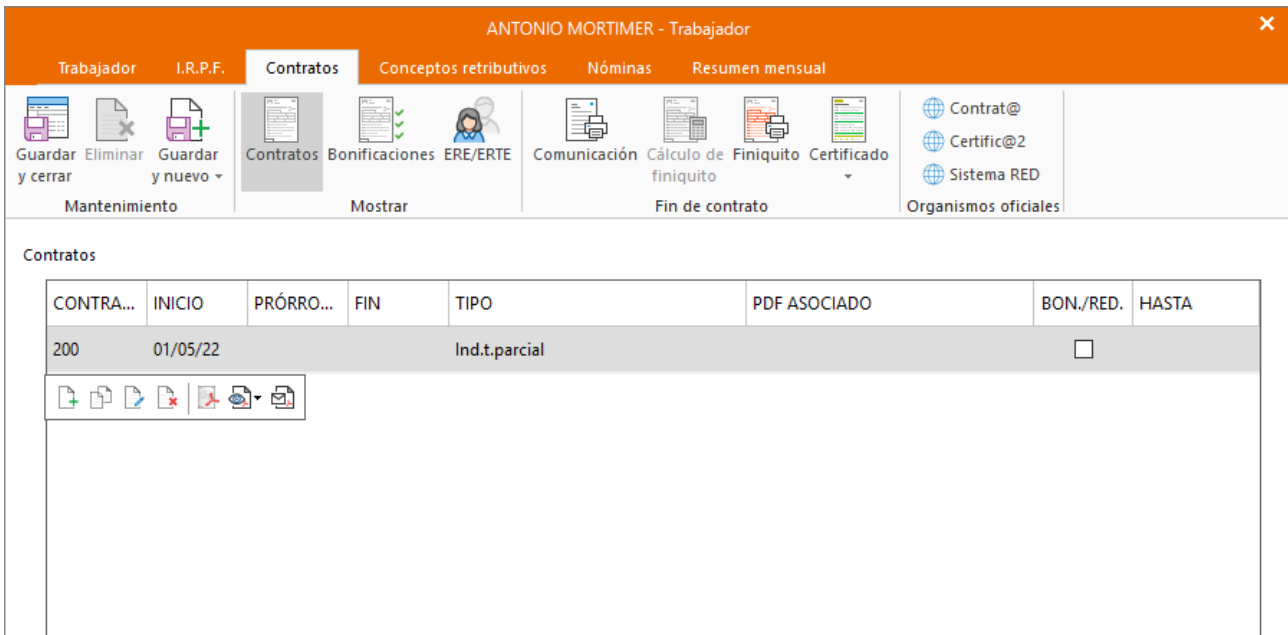 ANTONIO MORTIMER - Trabajador
Trabajador I.R.P.F. Contratos Conceptos retributivos Nóminas Resumen mensual
Guardar y cerrar
Eliminar
Guardar y nuevo
Contratos
Bonificaciones
ERE/ERTE
Comunicación
Cálculo de finiquito
Finiquito
Certificado
Contrat@
Certific@2
Sistema RED
Mantenimiento Mostrar Fin de contrato Organismos oficiales
Contratos
CONTRA... INICIO PRÓRRO... FIN TIPO PDF ASOCIADO BON./RED. HASTA
200 01/05/22 Ind.t.parcial